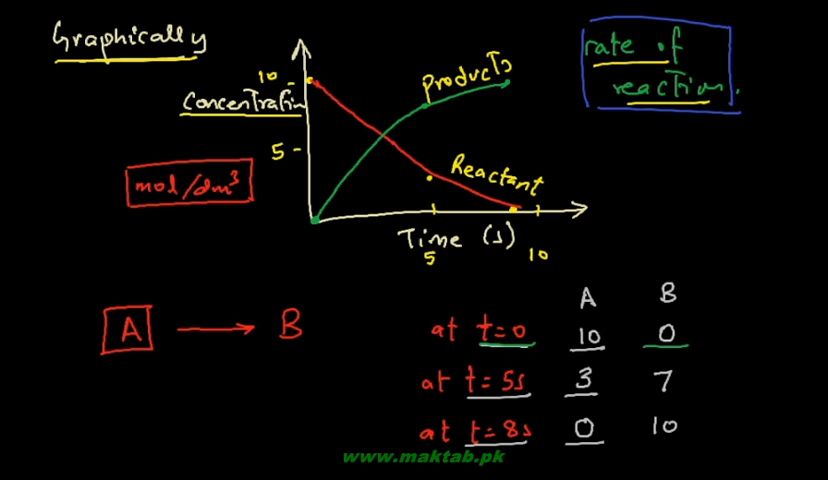 Graphically
rate of
reaction.
10
Products
Concentration
5
Reactant
mol/dm³
Time (s)
5
10
A → B
A B
at t=0 10 0
at t=5s 3 7
at t=8s 0 10
www.maktab.pk